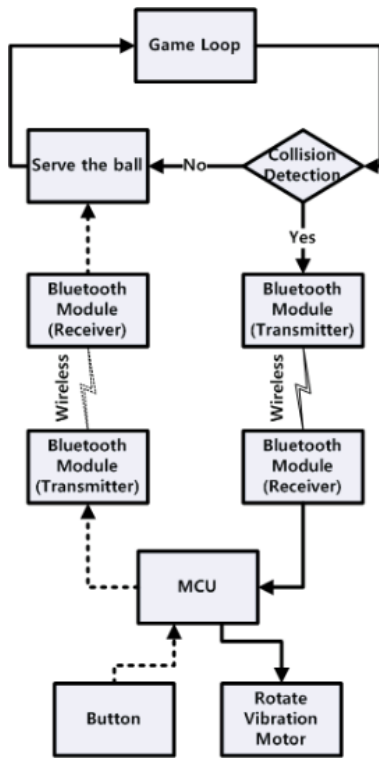 Game Loop
Serve the ball
No
Collision
Detection
Yes
Bluetooth
Module
(Receiver)
Bluetooth
Module
(Transmitter)
Wireless
Wireless
Bluetooth
Module
(Transmitter)
Bluetooth
Module
(Receiver)
MCU
Button
Rotate
Vibration
Motor